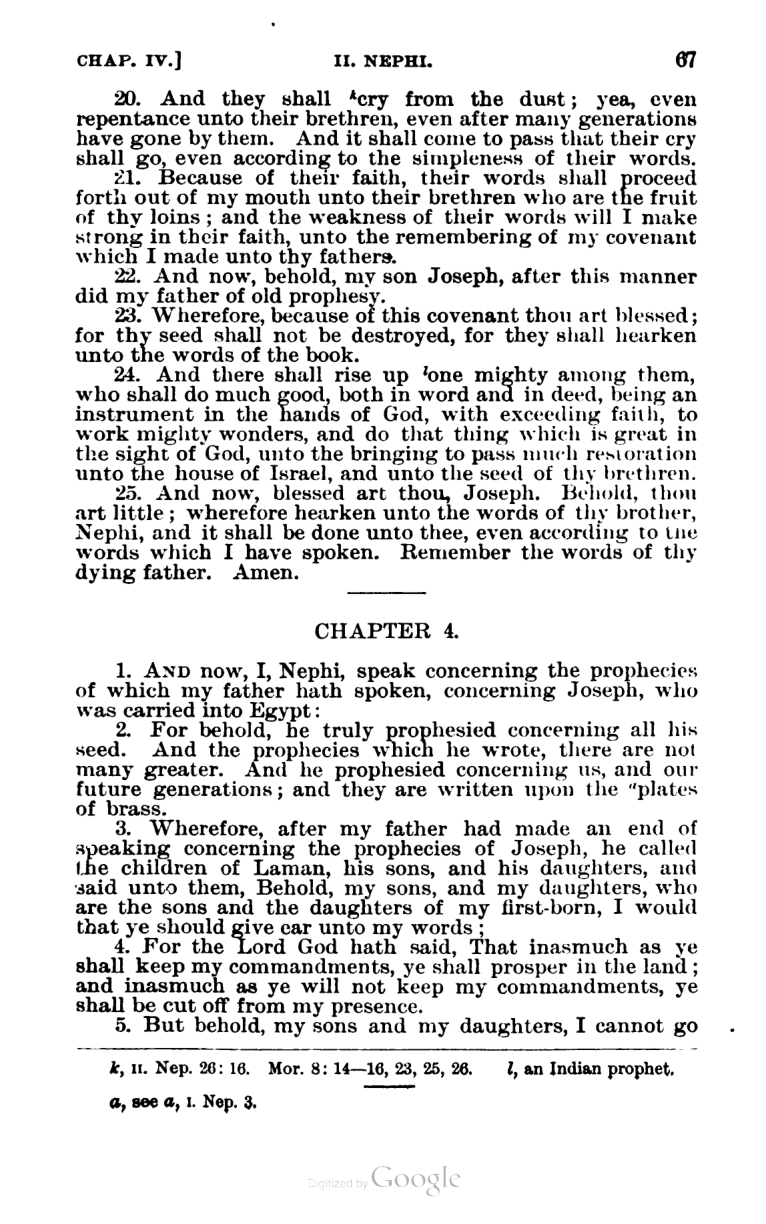 CHAP. IV.] II. NEPHI. 67
20. And they shall ᵏcry from the dust; yea, even
repentance unto their brethren, even after many generations
have gone by them. And it shall come to pass that their cry
shall go, even according to the simpleness of their words.
21. Because of their faith, their words shall proceed
forth out of my mouth unto their brethren who are the fruit
of thy loins; and the weakness of their words will I make
strong in their faith, unto the remembering of my covenant
which I made unto thy fathers.
22. And now, behold, my son Joseph, after this manner
did my father of old prophesy.
23. Wherefore, because of this covenant thou art blessed;
for thy seed shall not be destroyed, for they shall hearken
unto the words of the book.
24. And there shall rise up ˡone mighty among them,
who shall do much good, both in word and in deed, being an
instrument in the hands of God, with exceeding faith, to
work mighty wonders, and do that thing which is great in
the sight of God, unto the bringing to pass much restoration
unto the house of Israel, and unto the seed of thy brethren.
25. And now, blessed art thou, Joseph. Behold, thou
art little; wherefore hearken unto the words of thy brother,
Nephi, and it shall be done unto thee, even according to the
words which I have spoken. Remember the words of thy
dying father. Amen.
CHAPTER 4.
1. AND now, I, Nephi, speak concerning the prophecies
of which my father hath spoken, concerning Joseph, who
was carried into Egypt:
2. For behold, he truly prophesied concerning all his
seed. And the prophecies which he wrote, there are not
many greater. And he prophesied concerning us, and our
future generations; and they are written upon the ᵃplates
of brass.
3. Wherefore, after my father had made an end of
speaking concerning the prophecies of Joseph, he called
the children of Laman, his sons, and his daughters, and
said unto them, Behold, my sons, and my daughters, who
are the sons and the daughters of my first-born, I would
that ye should give ear unto my words;
4. For the Lord God hath said, That inasmuch as ye
shall keep my commandments, ye shall prosper in the land;
and inasmuch as ye will not keep my commandments, ye
shall be cut off from my presence.
5. But behold, my sons and my daughters, I cannot go
k, II. Nep. 26: 16. Mor. 8: 14—16, 23, 25, 26. l, an Indian prophet.
a, see a, I. Nep. 3.
Digitized by Google